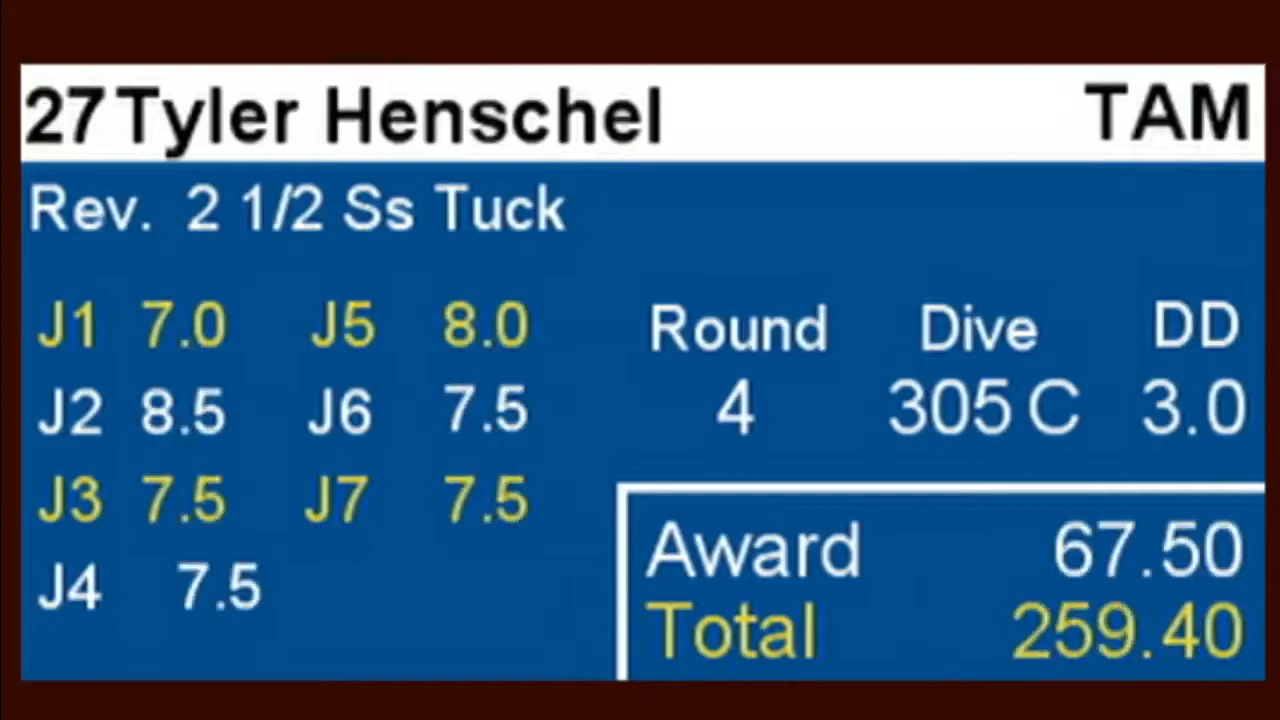 27 Tyler Henschel TAM
Rev. 2 1/2 Ss Tuck
J1 7.0 J5 8.0 Round Dive DD
J2 8.5 J6 7.5 4 305 C 3.0
J3 7.5 J7 7.5
Award 67.50
J4 7.5
Total 259.40